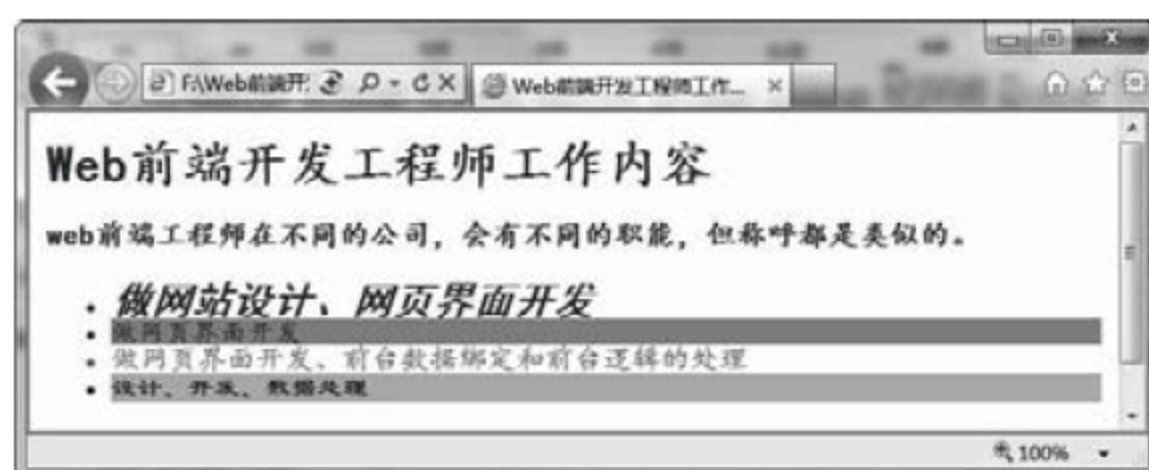 F:\Web前端开
Web前端开发工程师工作...
Web前端开发工程师工作内容
web前端工程师在不同的公司，会有不同的职能，但称呼都是类似的。
做网站设计、网页界面开发
做网页界面开发
做网页界面开发、前台数据绑定和前台逻辑的处理
设计、开发、数据处理
100%